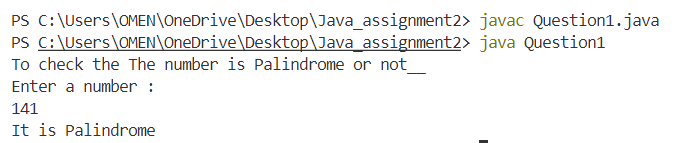 PS C:\Users\OMEN\OneDrive\Desktop\Java_assignment2> javac Question1.java
PS C:\Users\OMEN\OneDrive\Desktop\Java_assignment2> java Question1
To check the The number is Palindrome or not__
Enter a number :
141
It is Palindrome